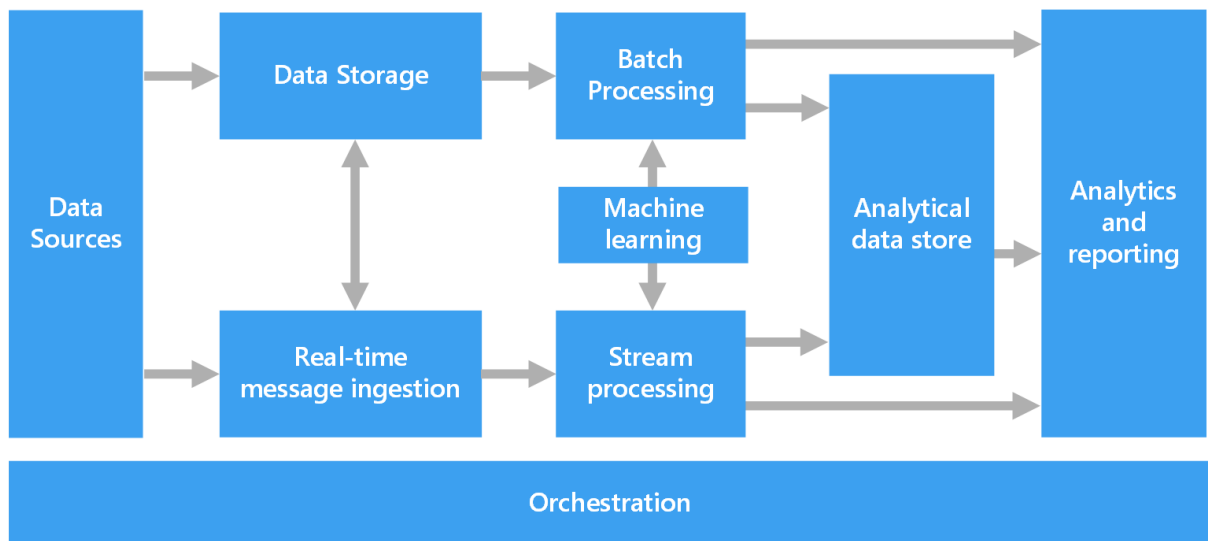 Data
Sources
Data Storage
Real-time
message ingestion
Batch
Processing
Machine
learning
Stream
processing
Analytical
data store
Analytics
and
reporting
Orchestration